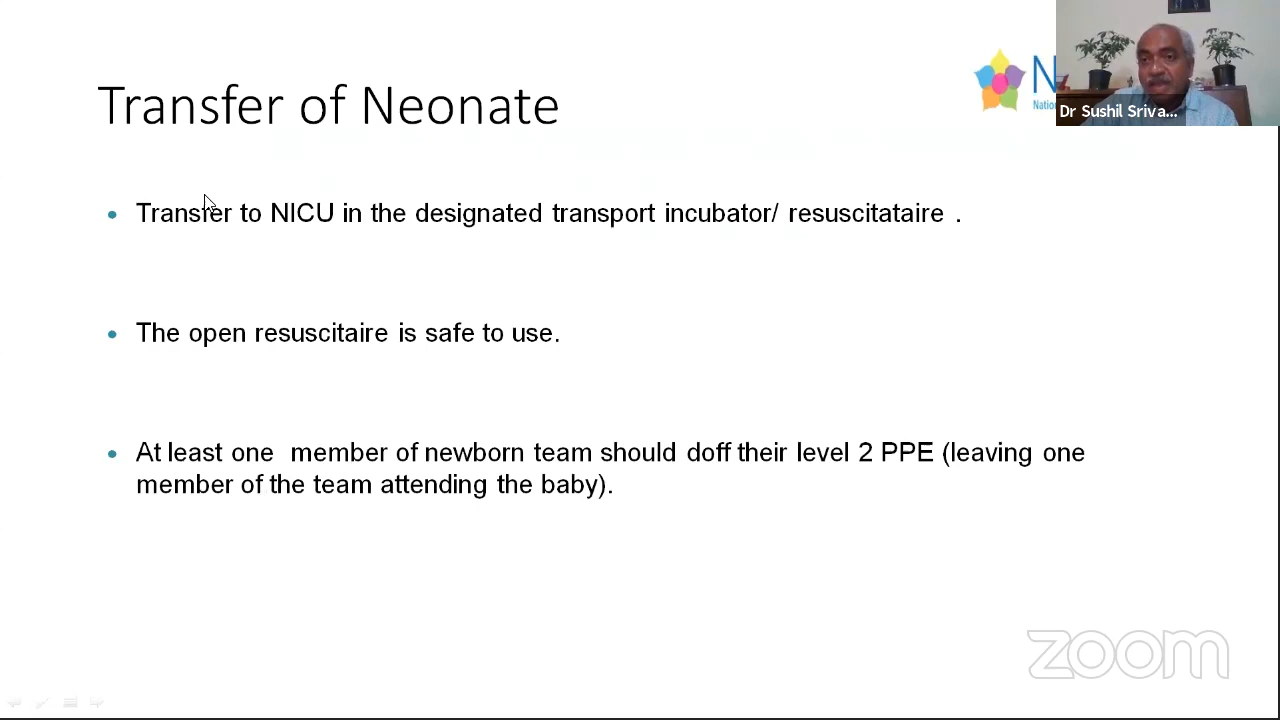 Transfer of Neonate
N
Nation
Dr Sushil Sriva...
Transfer to NICU in the designated transport incubator/ resuscitataire .
The open resuscitaire is safe to use.
At least one member of newborn team should doff their level 2 PPE (leaving one
member of the team attending the baby).
zoom